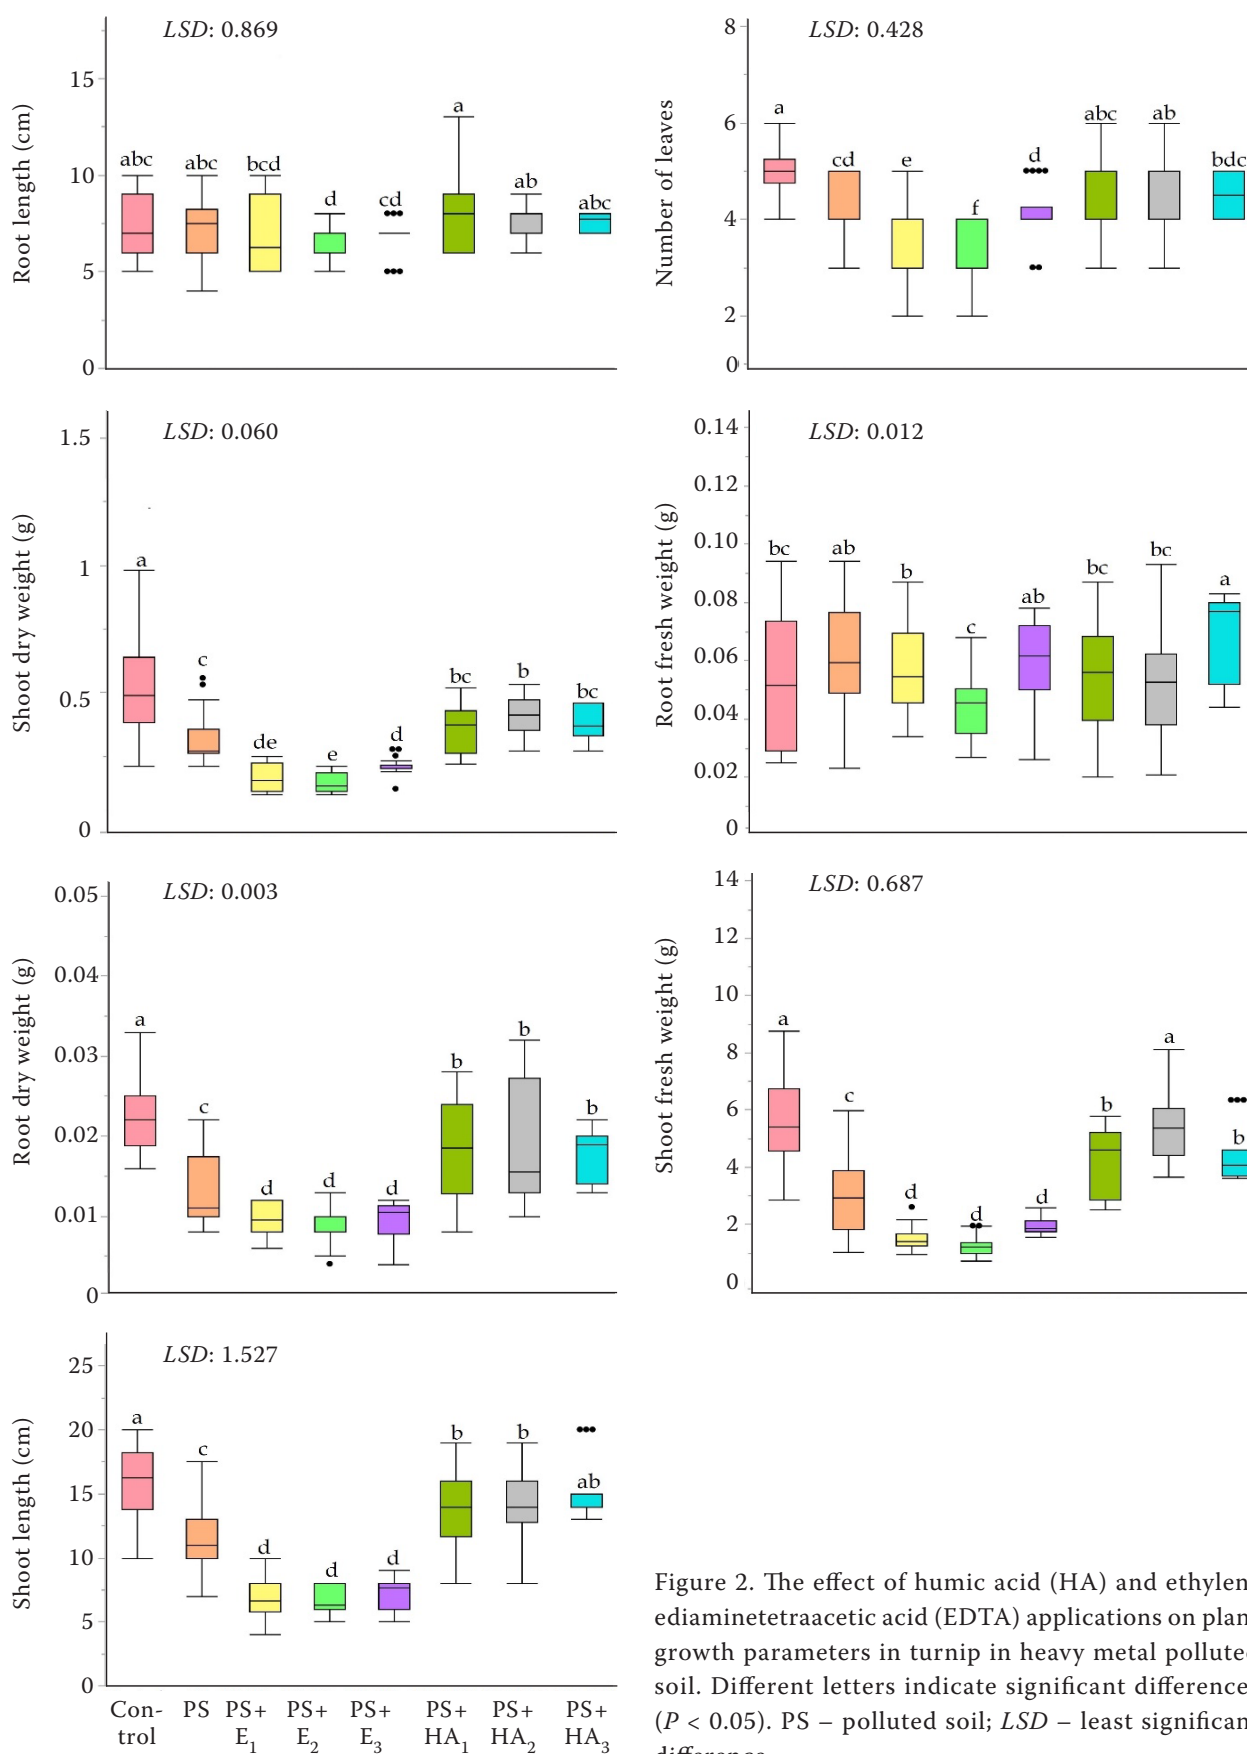 LSD: 0.869
Root length (cm)
15
10
5
0
abc abc bcd d cd a ab abc
LSD: 0.428
Number of leaves
8
6
4
2
0
a cd e f d abc ab bdc
LSD: 0.060
Shoot dry weight (g)
1.5
1
0.5
0
a c de e d bc b bc
LSD: 0.012
Root fresh weight (g)
0.14
0.12
0.10
0.08
0.06
0.04
0.02
0
bc ab b c ab bc bc a
LSD: 0.003
Root dry weight (g)
0.05
0.04
0.03
0.02
0.01
0
a c d d d b b b
LSD: 0.687
Shoot fresh weight (g)
14
12
10
8
6
4
2
0
a c d d d b a b
LSD: 1.527
Shoot length (cm)
25
20
15
10
5
0
a c d d d b b ab
Con- PS PS+ PS+ PS+ PS+ PS+ PS+
trol E1 E2 E3 HA1 HA2 HA3
Figure 2. The effect of humic acid (HA) and ethylen
ediaminetetraacetic acid (EDTA) applications on plan
growth parameters in turnip in heavy metal polluted
soil. Different letters indicate significant difference
(P < 0.05). PS – polluted soil; LSD – least significan
difference